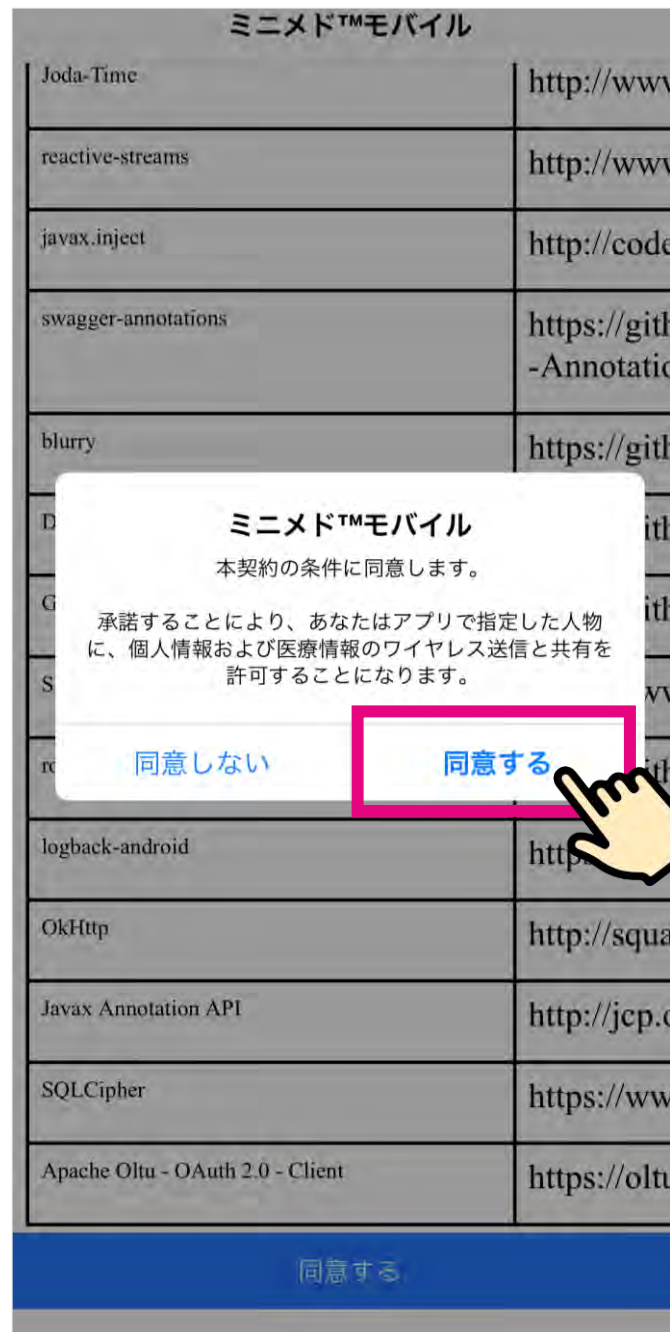 ミニメド™モバイル
Joda-Time
http://www
reactive-streams
http://www
javax.inject
http://code
swagger-annotations
https://gith
-Annotatio
blurry
https://gith
ミニメド™モバイル
本契約の条件に同意します。
承諾することにより、あなたはアプリで指定した人物
に、個人情報および医療情報のワイヤレス送信と共有を
許可することになります。
同意しない
同意する
logback-android
http
OkHttp
http://squa
Javax Annotation API
http://jcp.o
SQLCipher
https://ww
Apache Oltu - OAuth 2.0 - Client
https://oltu
同意する